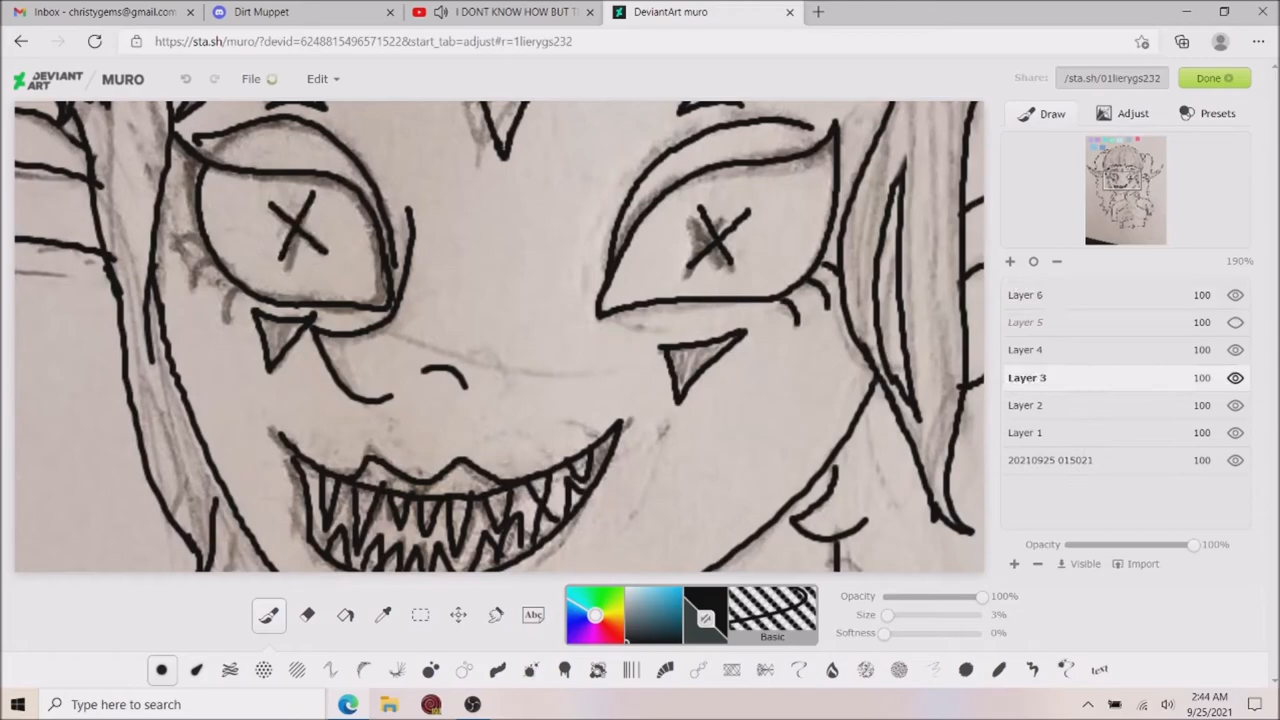 Inbox - christygems@gmail.com
Dirt Muppet
I DONT KNOW HOW BUT T
DeviantArt muro
https://sta.sh/muro/?devid=6248815496571522&start_tab=adjust#r=1lierygs232
DEVIANT ART MURO
File
Edit
Share:
/sta.sh/01lierygs232
Done
Draw
Adjust
Presets
190%
Layer 6 100
Layer 5 100
Layer 4 100
Layer 3 100
Layer 2 100
Layer 1 100
20210925 015021 100
Opacity 100%
Visible
Import
Abc
Basic
Opacity 100%
Size 3%
Softness 0%
text
Type here to search
2:44 AM
9/25/2021